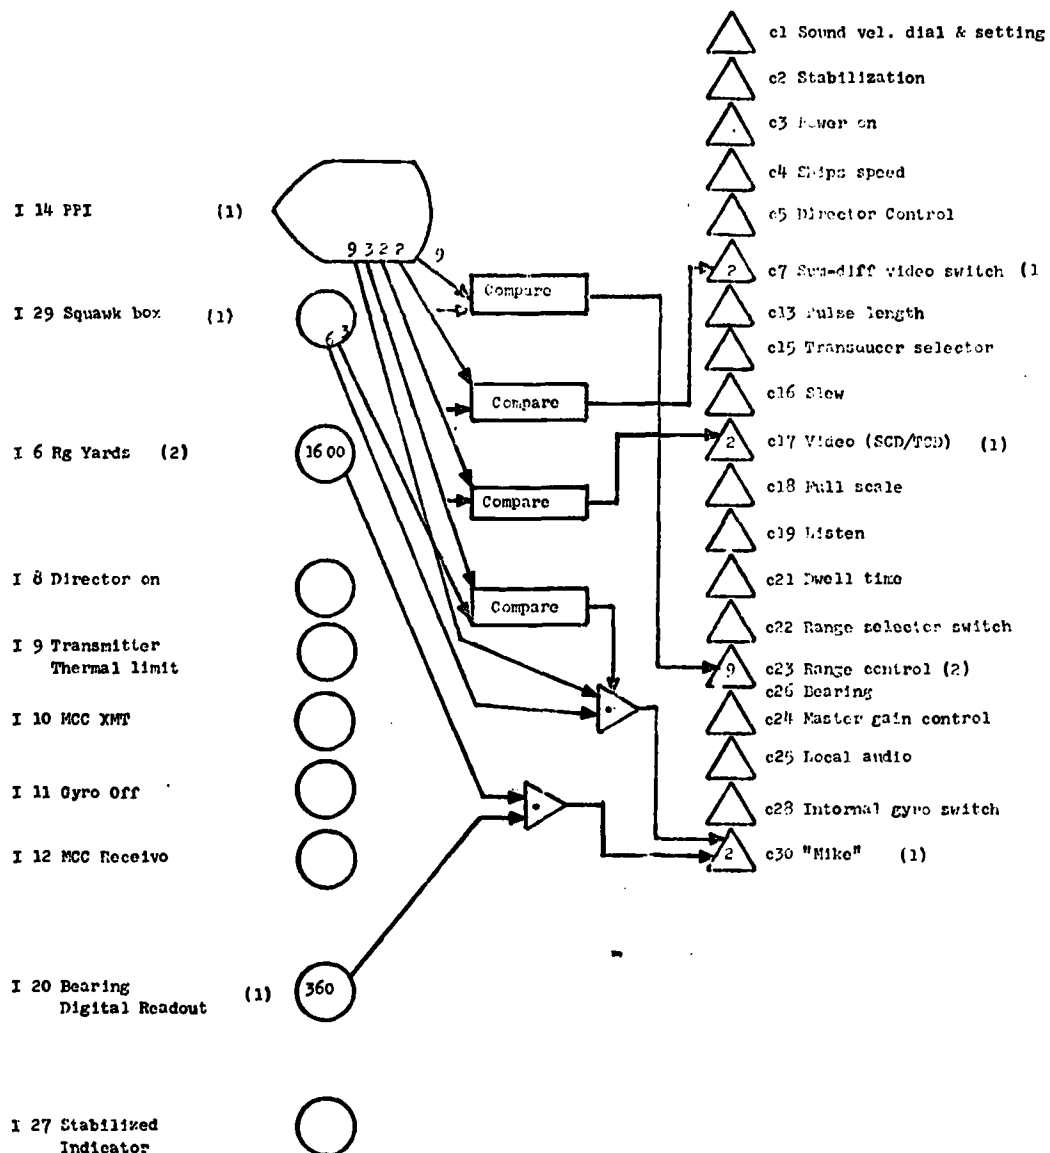 c1 Sound vel. dial & setting
c2 Stabilization
c3 Power on
c4 Ships speed
c5 Director Control
I 14 PPI (1)
9 3 2 2 9
2 c7 Sum-diff video switch (1
Compare
I 29 Squawk box (1)
6 3
c13 Pulse length
c15 Transducer selector
c16 Slew
Compare
I 6 Rg Yards (2)
1600
2 c17 Video (SCD/TCD) (1)
c18 Full scale
Compare
c19 Listen
I 8 Director on
c21 Dwell time
Compare
c22 Range selector switch
I 9 Transmitter
Thermal limit
9 c23 Range control (2)
c26 Bearing
I 10 MCC XMT
c24 Master gain control
c25 Local audio
I 11 Gyro Off
c28 Internal gyro switch
I 12 MCC Receive
2 c30 "Mike" (1)
I 20 Bearing
Digital Readout (1)
360
I 27 Stabilized
Indicator